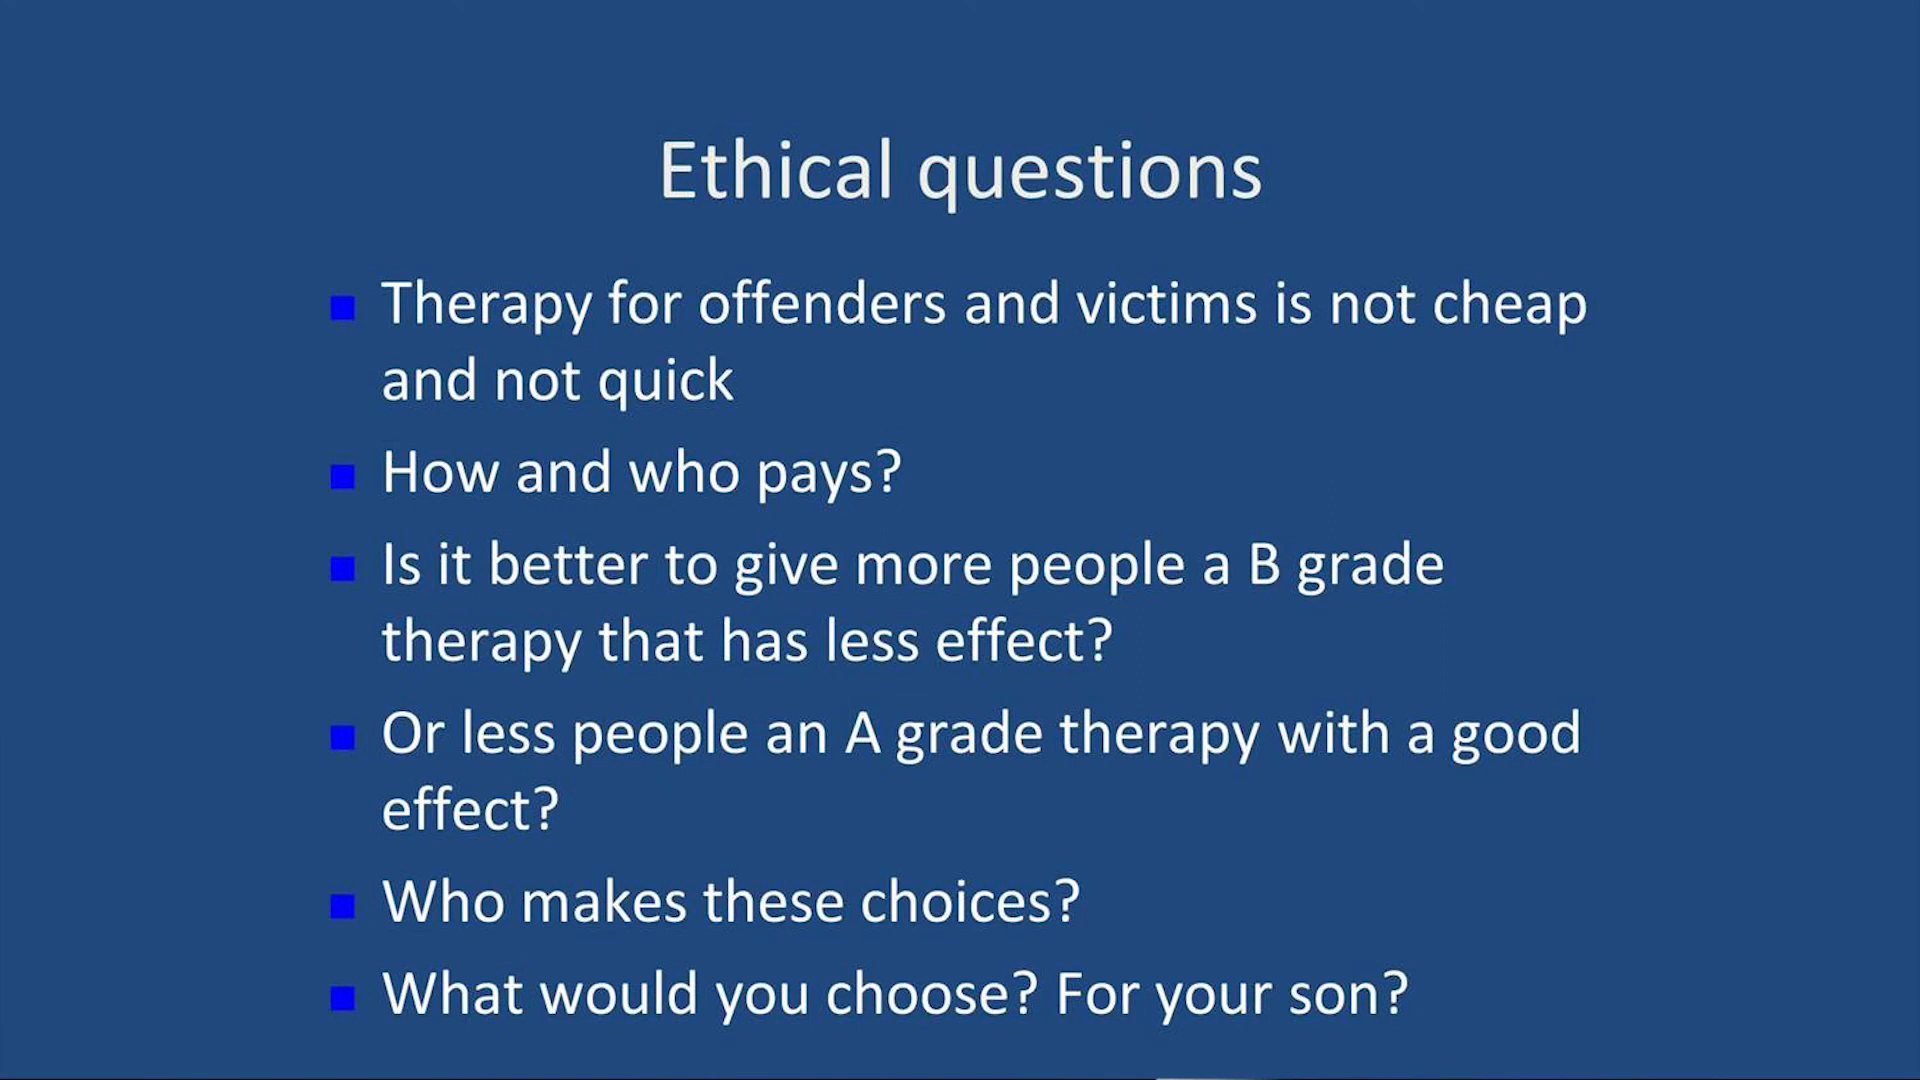 Ethical questions
Therapy for offenders and victims is not cheap
and not quick
How and who pays?
Is it better to give more people a B grade
therapy that has less effect?
Or less people an A grade therapy with a good
effect?
Who makes these choices?
What would you choose? For your son?